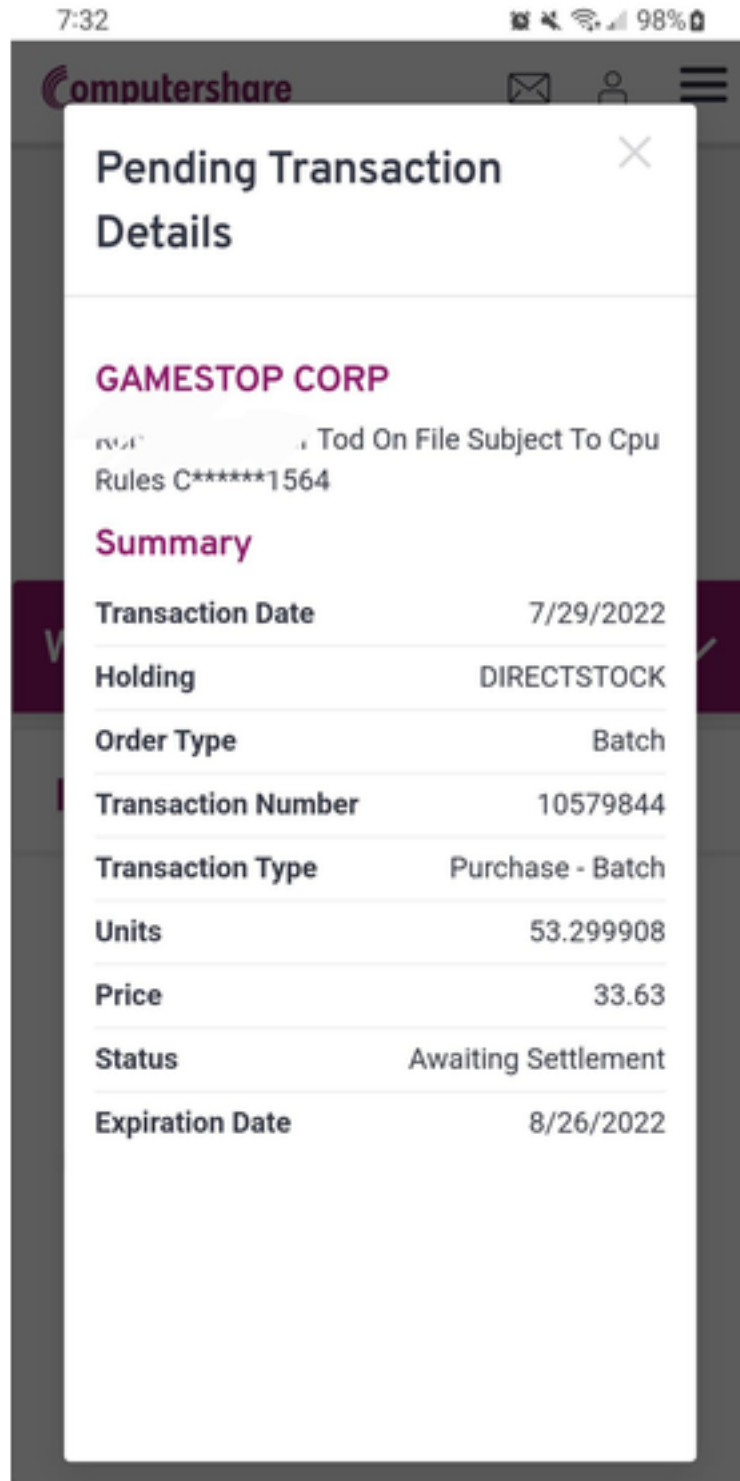 7:32 98%
Computershare
Pending Transaction
Details
GAMESTOP CORP
Tod On File Subject To Cpu
Rules C******1564
Summary
Transaction Date 7/29/2022
Holding DIRECTSTOCK
Order Type Batch
Transaction Number 10579844
Transaction Type Purchase - Batch
Units 53.299908
Price 33.63
Status Awaiting Settlement
Expiration Date 8/26/2022